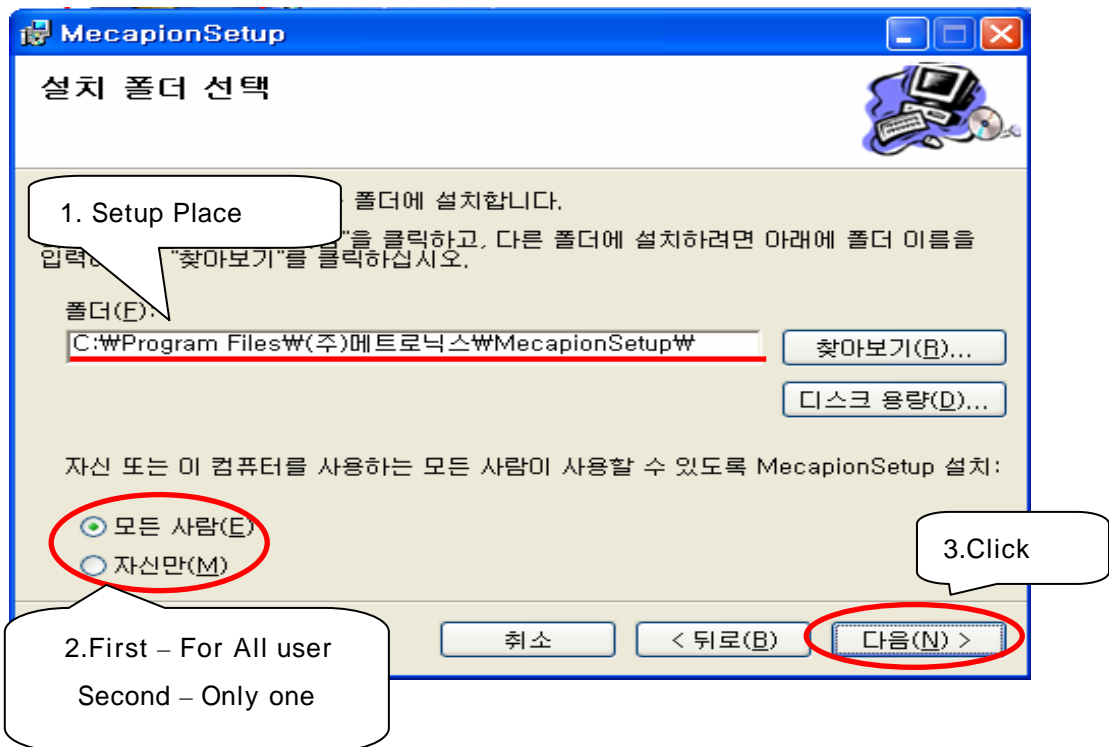 MecapionSetup
설치 폴더 선택
1. Setup Place
폴더에 설치합니다.
"을 클릭하고, 다른 폴더에 설치하려면 아래에 폴더 이름을
입력 "찾아보기"를 클릭하십시오.
폴더(F):
C:₩Program Files₩(주)메트로닉스₩MecapionSetup₩
찾아보기(R)...
디스크 용량(D)...
자신 또는 이 컴퓨터를 사용하는 모든 사람이 사용할 수 있도록 MecapionSetup 설치:
모든 사람(E)
자신만(M)
3.Click
2.First – For All user
Second – Only one
취소
< 뒤로(B)
다음(N) >